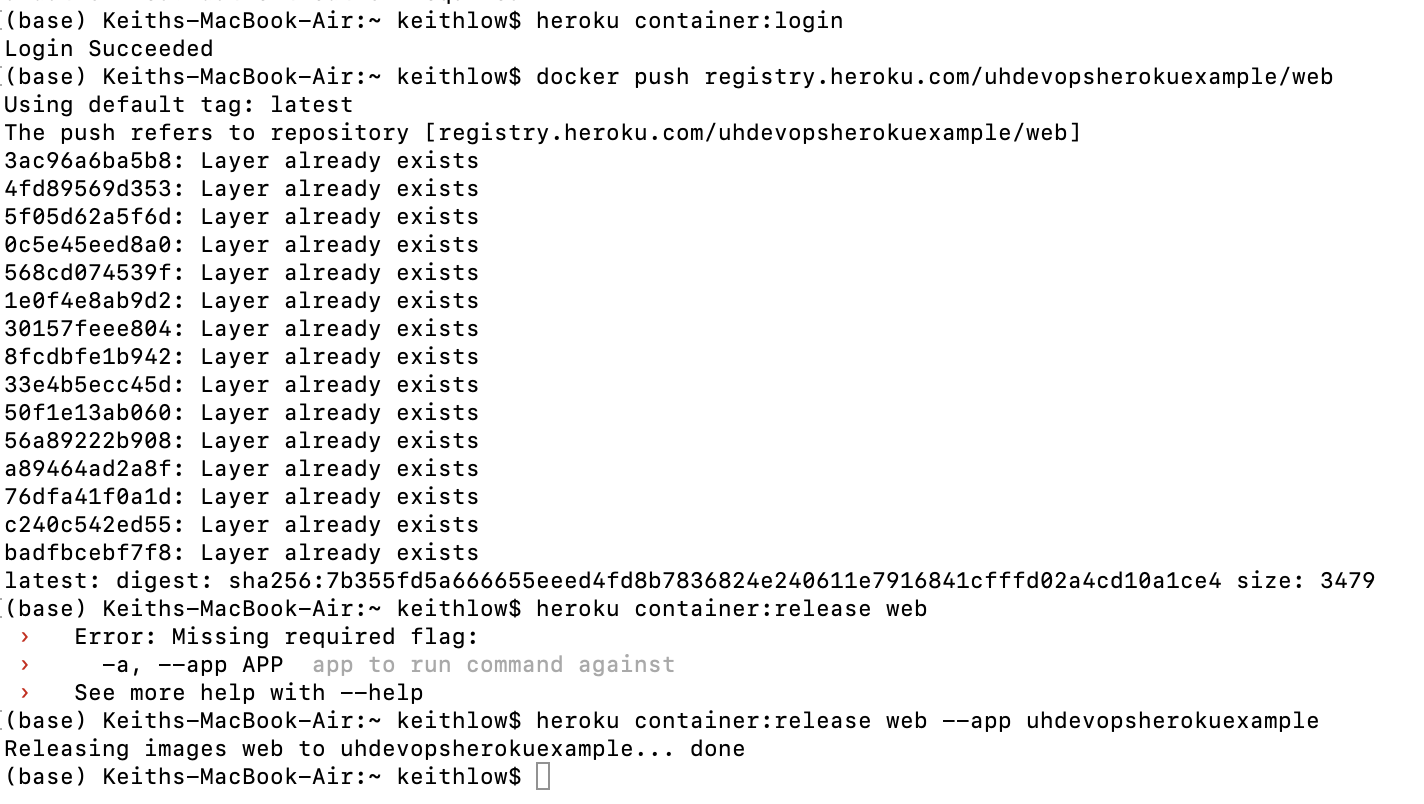 (base) Keiths-MacBook-Air:~ keithlow$ heroku container:login
Login Succeeded
(base) Keiths-MacBook-Air:~ keithlow$ docker push registry.heroku.com/uhdevopsherokuexample/web
Using default tag: latest
The push refers to repository [registry.heroku.com/uhdevopsherokuexample/web]
3ac96a6ba5b8: Layer already exists
4fd89569d353: Layer already exists
5f05d62a5f6d: Layer already exists
0c5e45eed8a0: Layer already exists
568cd074539f: Layer already exists
1e0f4e8ab9d2: Layer already exists
30157feee804: Layer already exists
8fcdbfe1b942: Layer already exists
33e4b5ecc45d: Layer already exists
50f1e13ab060: Layer already exists
56a89222b908: Layer already exists
a89464ad2a8f: Layer already exists
76dfa41f0a1d: Layer already exists
c240c542ed55: Layer already exists
badfbcebf7f8: Layer already exists
latest: digest: sha256:7b355fd5a666655eeed4fd8b7836824e240611e7916841cfffd02a4cd10a1ce4 size: 3479
(base) Keiths-MacBook-Air:~ keithlow$ heroku container:release web
›   Error: Missing required flag:
›     -a, --app APP  app to run command against
›   See more help with --help
(base) Keiths-MacBook-Air:~ keithlow$ heroku container:release web --app uhdevopsherokuexample
Releasing images web to uhdevopsherokuexample... done
(base) Keiths-MacBook-Air:~ keithlow$